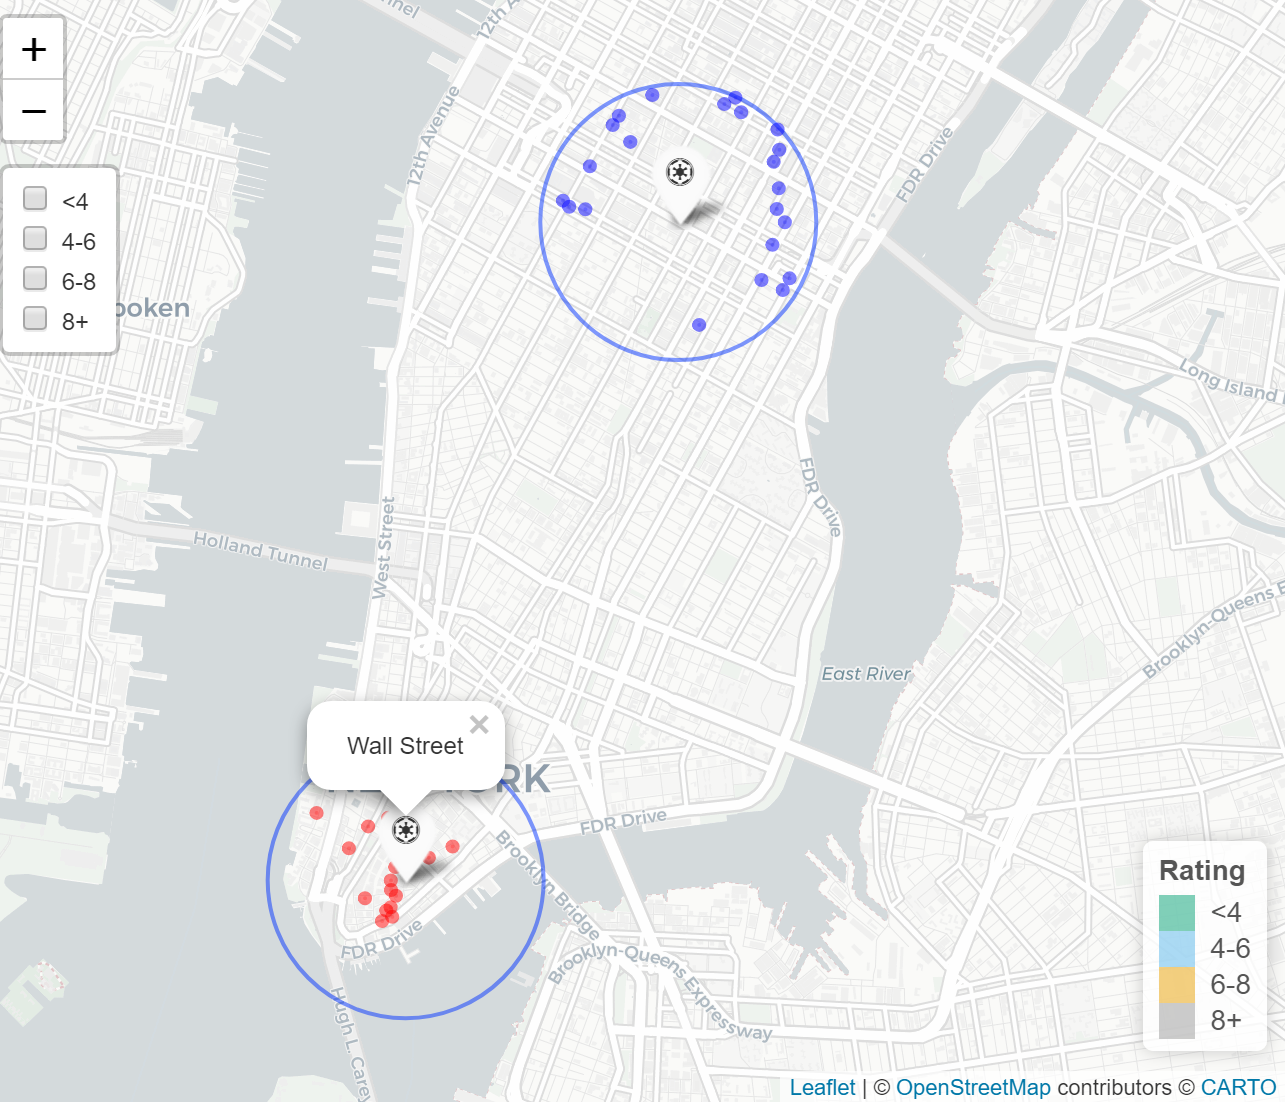 nnel
12th A
+
−
12th Avenue
FDR Drive
<4
4-6
6-8
8+
boken
Long Island
FDR Drive
West Street
Holland Tunnel
Brooklyn-Queens E
East River
Wall Street
×
RK
FDR Drive
Brooklyn Bridge
FDR Drive
Brooklyn-Queens Expressway
Hugh L. Carey
Rating
<4
4-6
6-8
8+
Leaflet | © OpenStreetMap contributors © CARTO